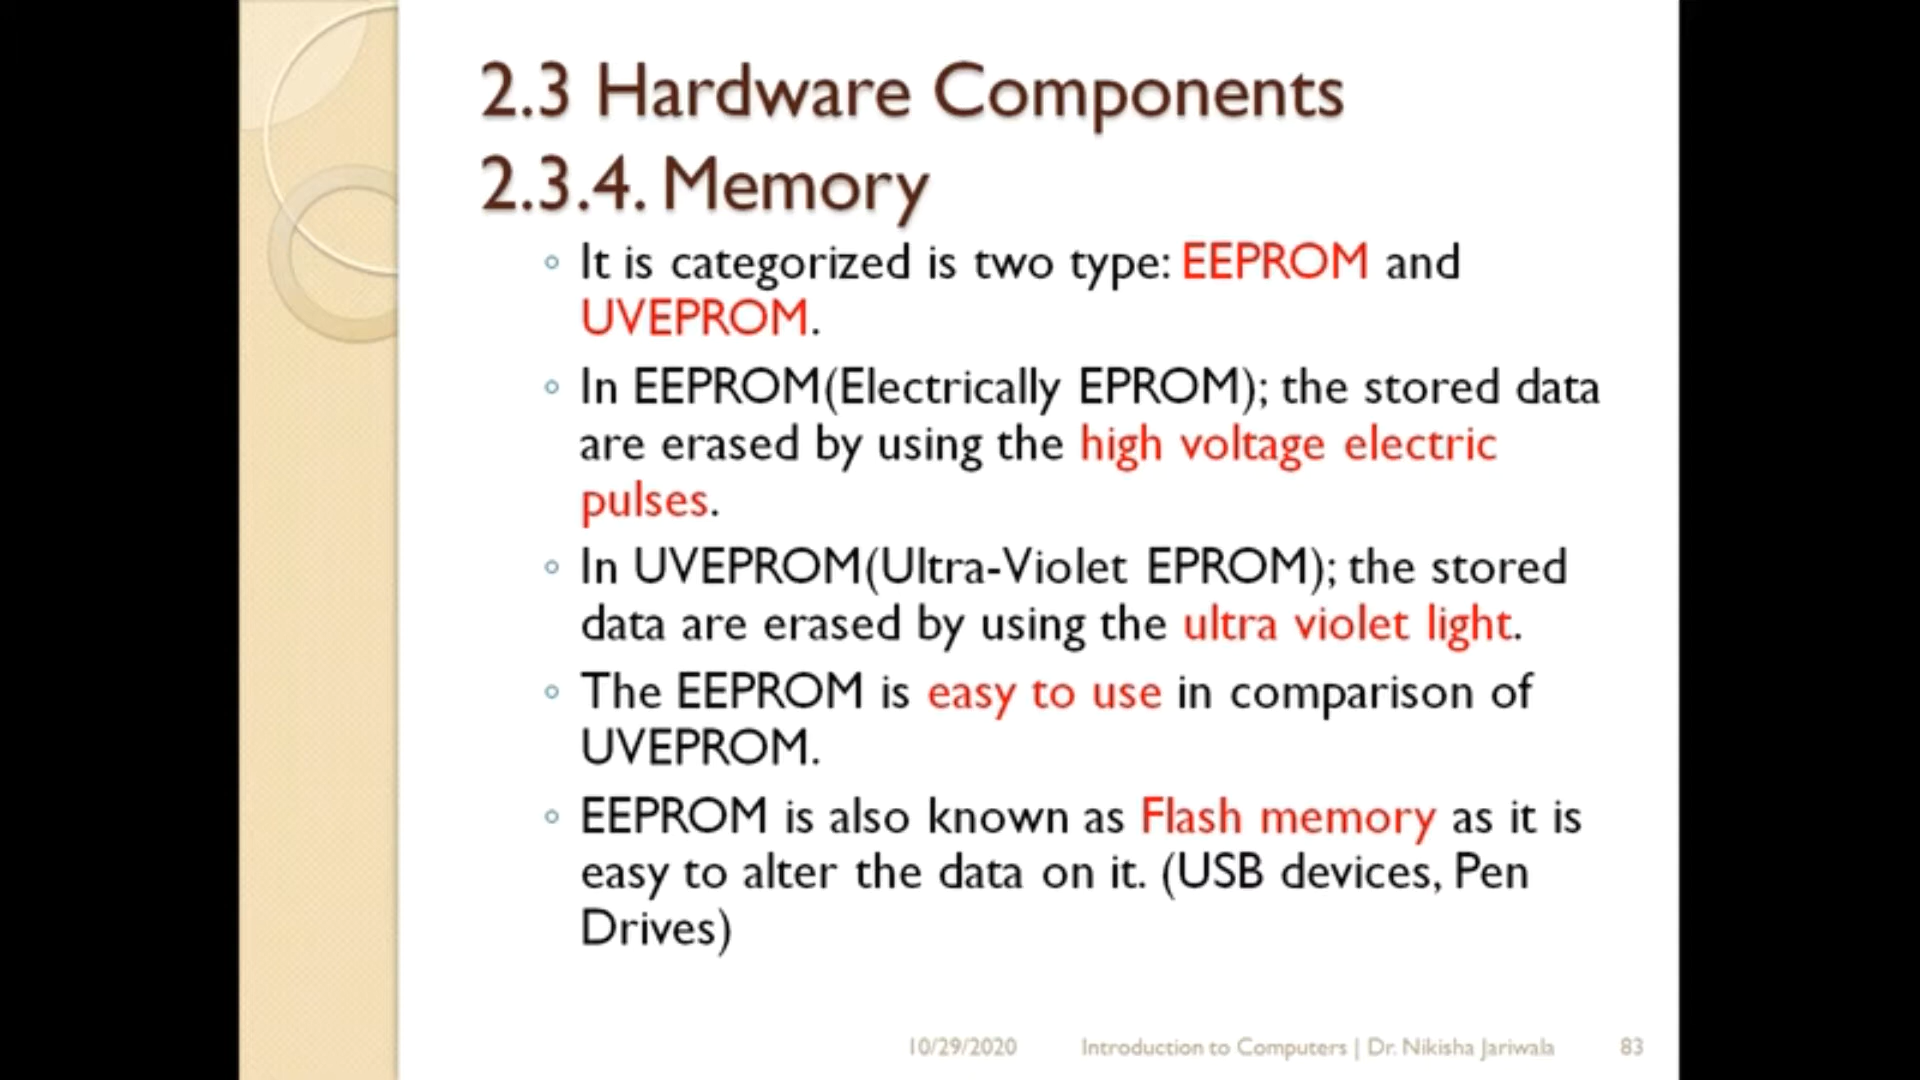 2.3 Hardware Components
2.3.4. Memory
◦ It is categorized is two type: EEPROM and
UVEPROM.
◦ In EEPROM(Electrically EPROM); the stored data
are erased by using the high voltage electric
pulses.
◦ In UVEPROM(Ultra-Violet EPROM); the stored
data are erased by using the ultra violet light.
◦ The EEPROM is easy to use in comparison of
UVEPROM.
◦ EEPROM is also known as Flash memory as it is
easy to alter the data on it. (USB devices, Pen
Drives)
10/29/2020 Introduction to Computers | Dr. Nikisha Jariwala 83